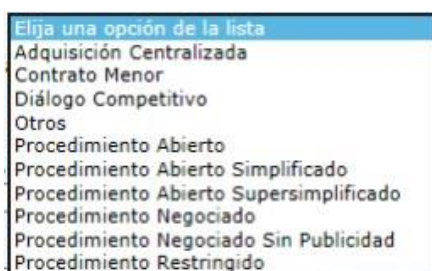 Elija una opción de la lista
Adquisición Centralizada
Contrato Menor
Diálogo Competitivo
Otros
Procedimiento Abierto
Procedimiento Abierto Simplificado
Procedimiento Abierto Supersimplificado
Procedimiento Negociado
Procedimiento Negociado Sin Publicidad
Procedimiento Restringido